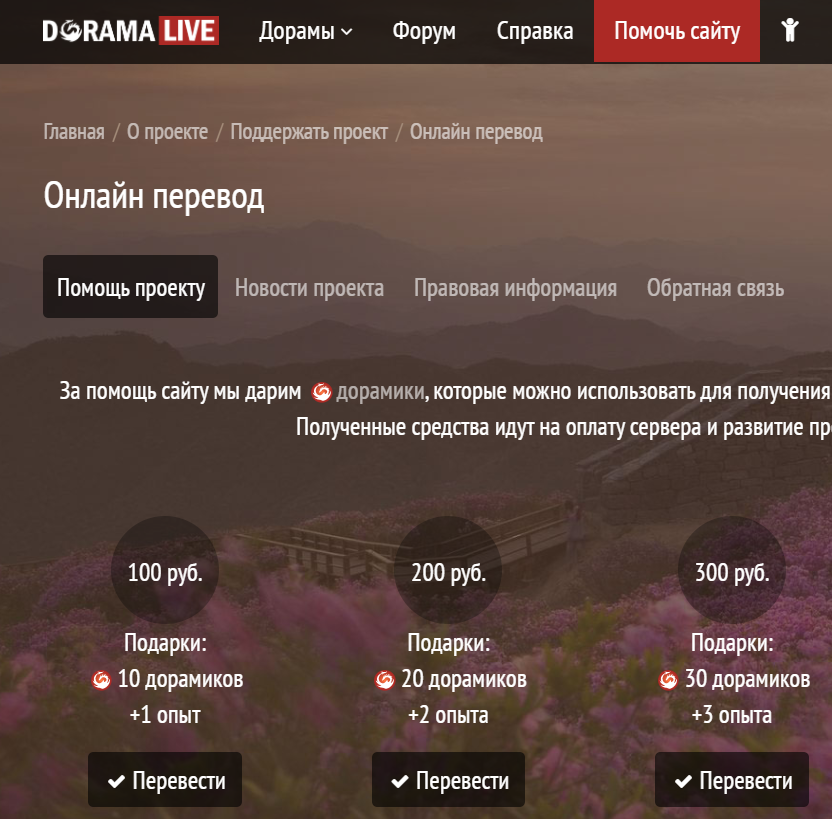 DORAMA LIVE Дорамы Форум Справка Помочь сайту
Главная / О проекте / Поддержать проект / Онлайн перевод
Онлайн перевод
Помощь проекту Новости проекта Правовая информация Обратная связь
За помощь сайту мы дарим дорамики, которые можно использовать для получения
Полученные средства идут на оплату сервера и развитие
100 руб. 200 руб. 300 руб.
Подарки: Подарки: Подарки:
10 дорамиков 20 дорамиков 30 дорамиков
+1 опыт +2 опыта +3 опыта
Перевести Перевести Перевести